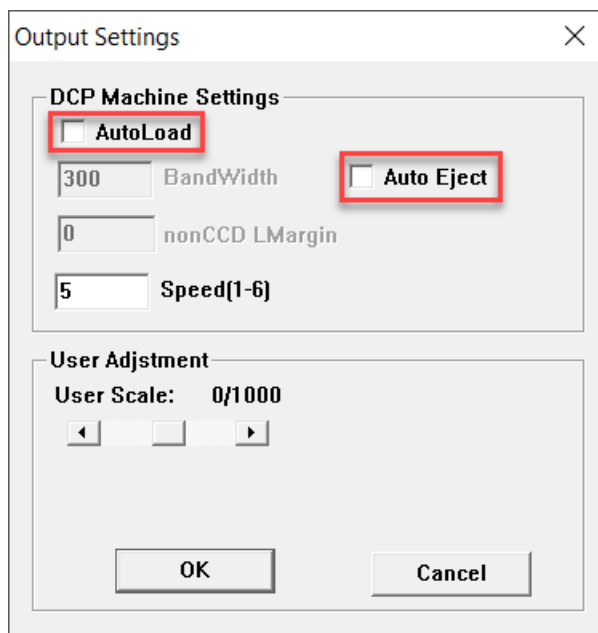 Output Settings
DCP Machine Settings
AutoLoad
300 BandWidth
Auto Eject
0 nonCCD LMargin
5 Speed(1-6)
User Adjstment
User Scale: 0/1000
OK
Cancel